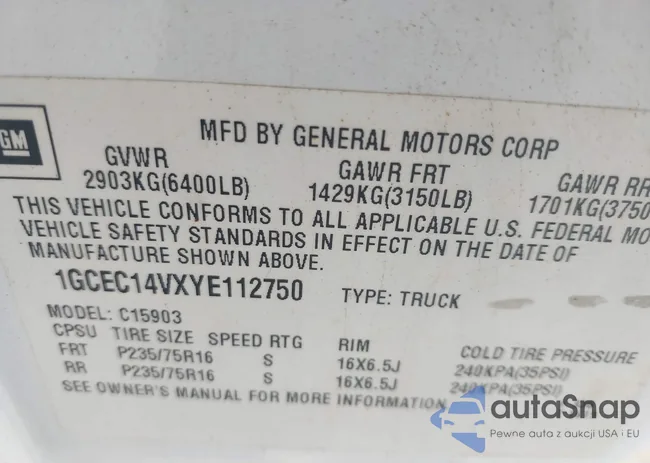 GM
MFD BY GENERAL MOTORS CORP
GVWR GAWR FRT GAWR RR
2903KG(6400LB) 1429KG(3150LB) 1701KG(3750
THIS VEHICLE CONFORMS TO ALL APPLICABLE U.S. FEDERAL MO
VEHICLE SAFETY STANDARDS IN EFFECT ON THE DATE OF
MANUFACTURE SHOWN ABOVE.
1GCEC14VXYE112750 TYPE: TRUCK
MODEL: C15903
CPSU TIRE SIZE SPEED RTG RIM COLD TIRE PRESSURE
FRT P235/75R16 S 16X6.5J 240KPA(35PSI)
RR P235/75R16 S 16X6.5J 240KPA(35PSI)
SEE OWNER'S MANUAL FOR MORE INFORMATION
autaSnap
Pewne auta z aukcji USA i EU